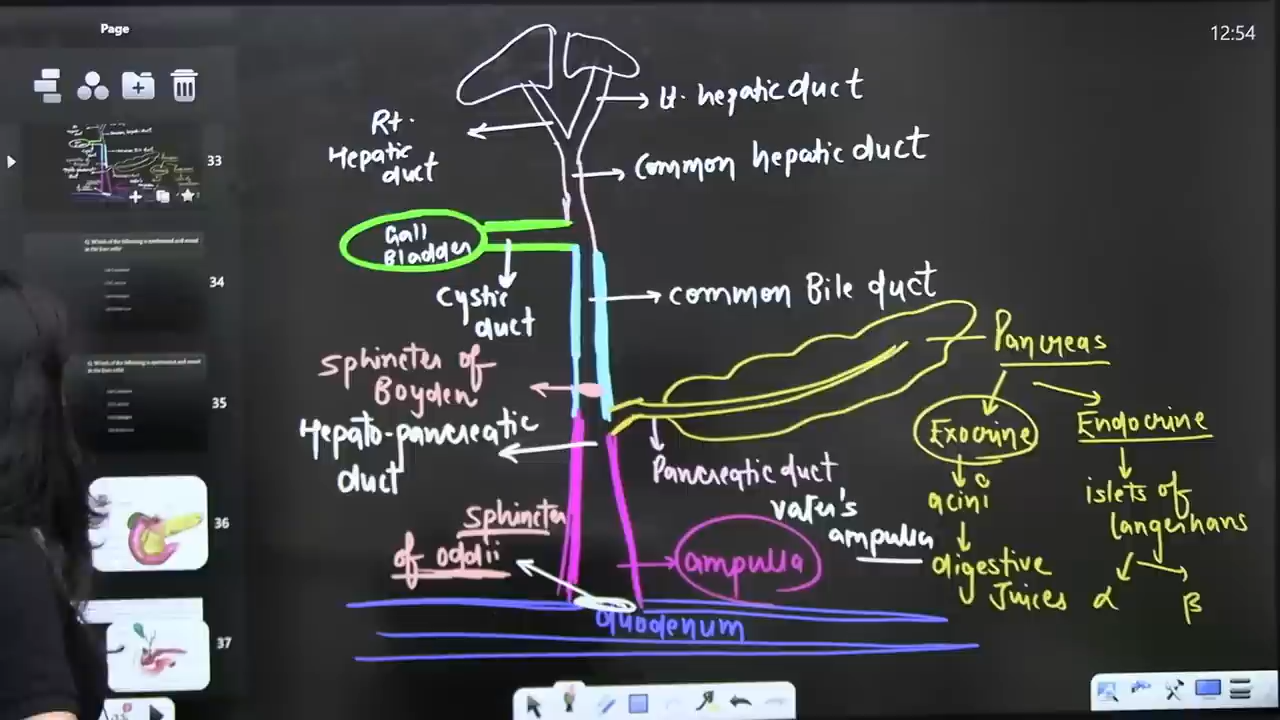 Page
12:54
33
34
35
36
37
Rt.
Hepatic
duct
Lt. hepatic duct
Common hepatic duct
Gall
Bladder
Cystic
duct
common Bile duct
Sphincter of
Boyden
Hepato-pancreatic
duct
Pancreatic duct
Pancreas
Exocrine
acini
digestive
Juices
Endocrine
islets of
langerhans
α
β
Sphincter
of oddii
ampulla
vater's
ampulla
duodenum